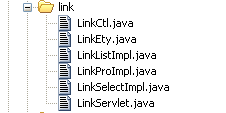 link
LinkCtl.java
LinkEty.java
LinkListImpl.java
LinkProImpl.java
LinkSelectImpl.java
LinkServlet.java